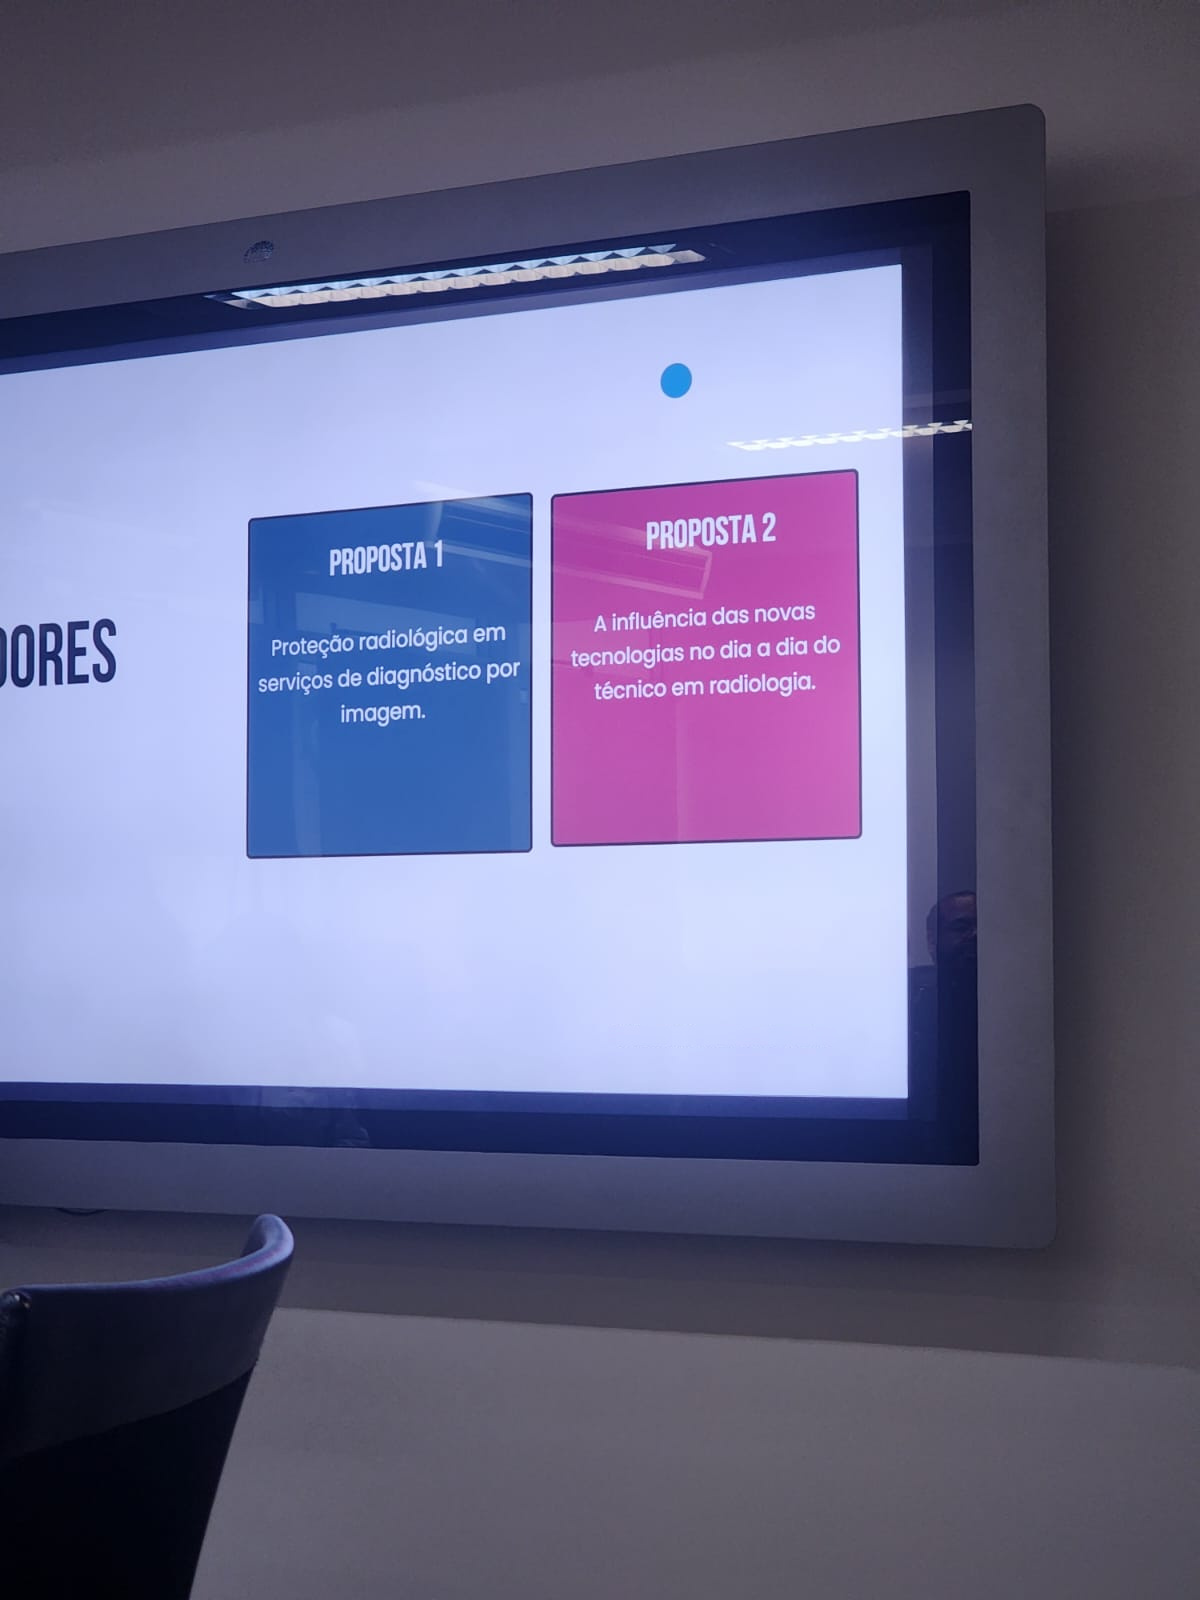 PROPOSTA 1
Proteção radiológica em
serviços de diagnóstico por
imagem.
PROPOSTA 2
A influência das novas
tecnologias no dia a dia do
técnico em radiologia.